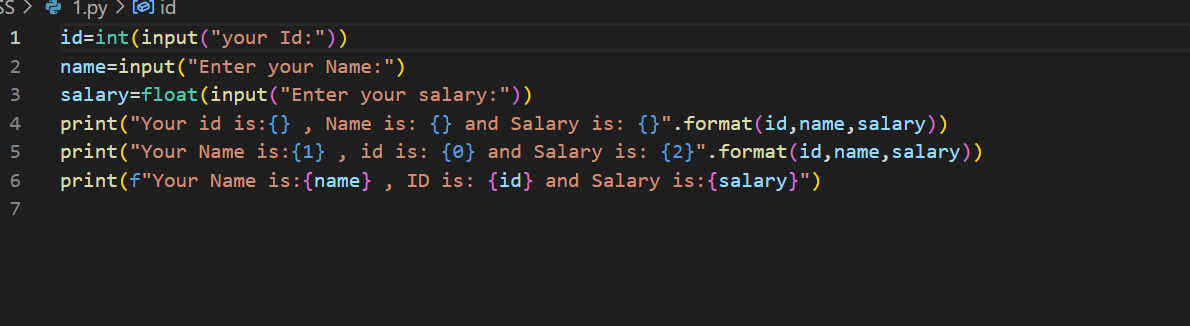 SS > 1.py > id
1 id=int(input("your Id:"))
2 name=input("Enter your Name:")
3 salary=float(input("Enter your salary:"))
4 print("Your id is:{} , Name is: {} and Salary is: {}".format(id,name,salary))
5 print("Your Name is:{1} , id is: {0} and Salary is: {2}".format(id,name,salary))
6 print(f"Your Name is:{name} , ID is: {id} and Salary is:{salary}")
7